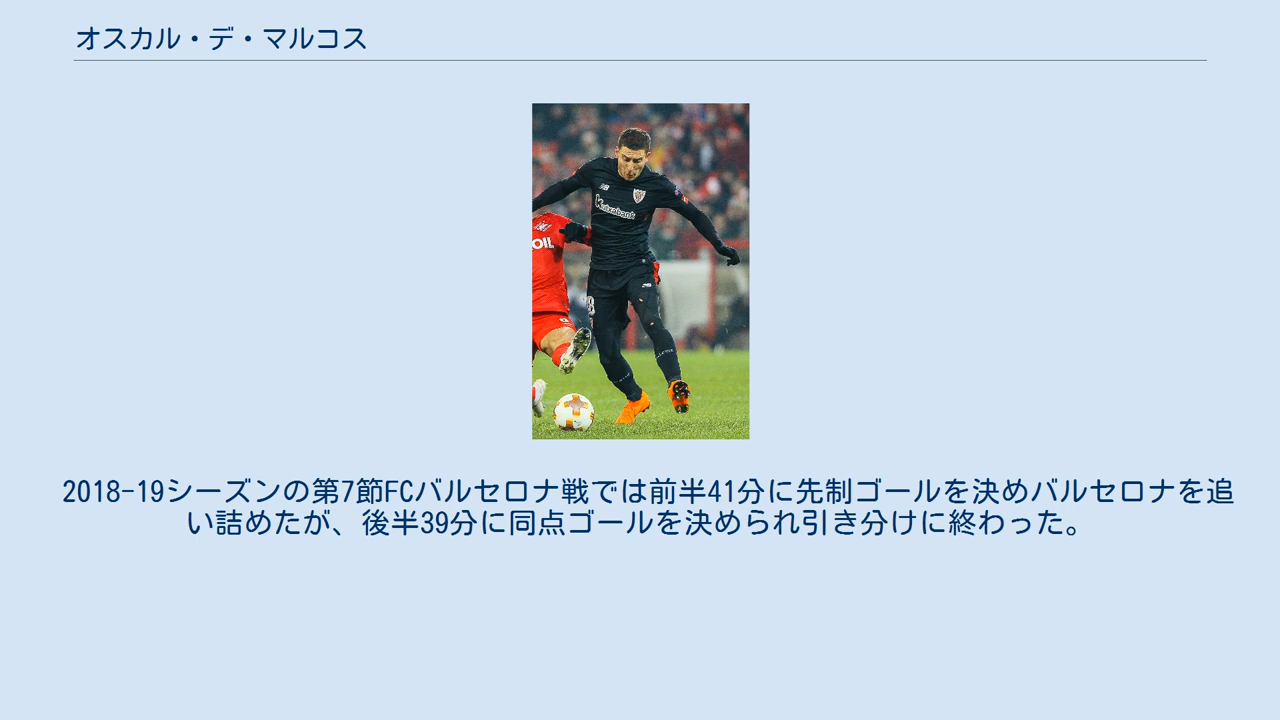 オスカル・デ・マルコス
Kutxabank
OIL
2018-19シーズンの第7節FCバルセロナ戦では前半41分に先制ゴールを決めバルセロナを追
い詰めたが、後半39分に同点ゴールを決められ引き分けに終わった。